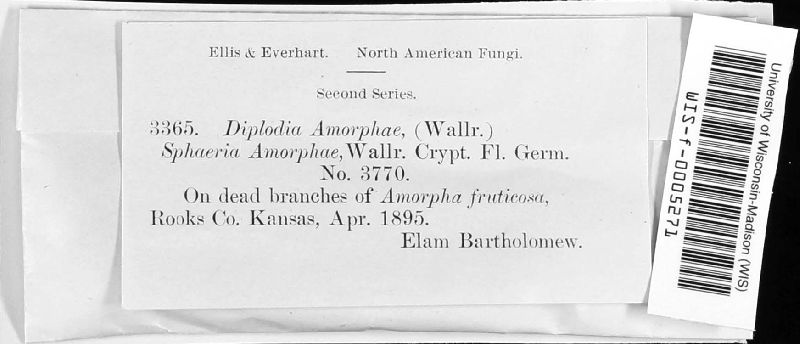 Ellis & Everhart. North American Fungi.
Second Series.
3365. Diplodia Amorphae, (Wallr.)
Sphaeria Amorphae, Wallr. Crypt. Fl. Germ.
No. 3770.
On dead branches of Amorpha fruticosa,
Rooks Co. Kansas, Apr. 1895.
Elam Bartholomew.
University of Wisconsin-Madison (WIS)
WIS-f-0005271